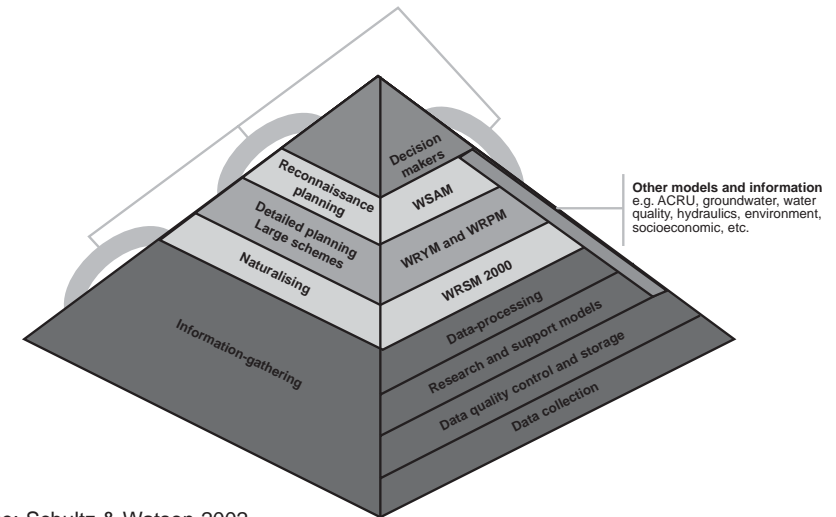 Decision
makers
Reconnaissance
planning
WSAM
Detailed planning
Large schemes
WRYM and WRPM
Naturalising
WRSM 2000
Information-gathering
Data-processing
Research and support models
Data quality control and storage
Data collection
Other models and information
e.g. ACRU, groundwater, water
quality, hydraulics, environment,
socioeconomic, etc.
Schultz & Watson 2002